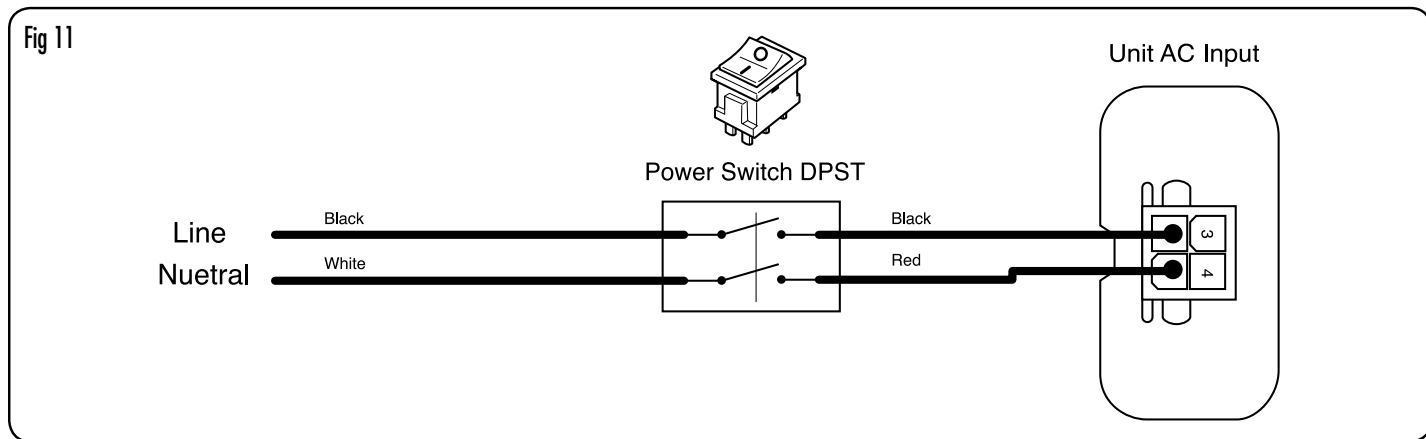 Fig 11
Unit AC Input
Power Switch DPST
Line
Black
Black
3
Nuetral
White
Red
4